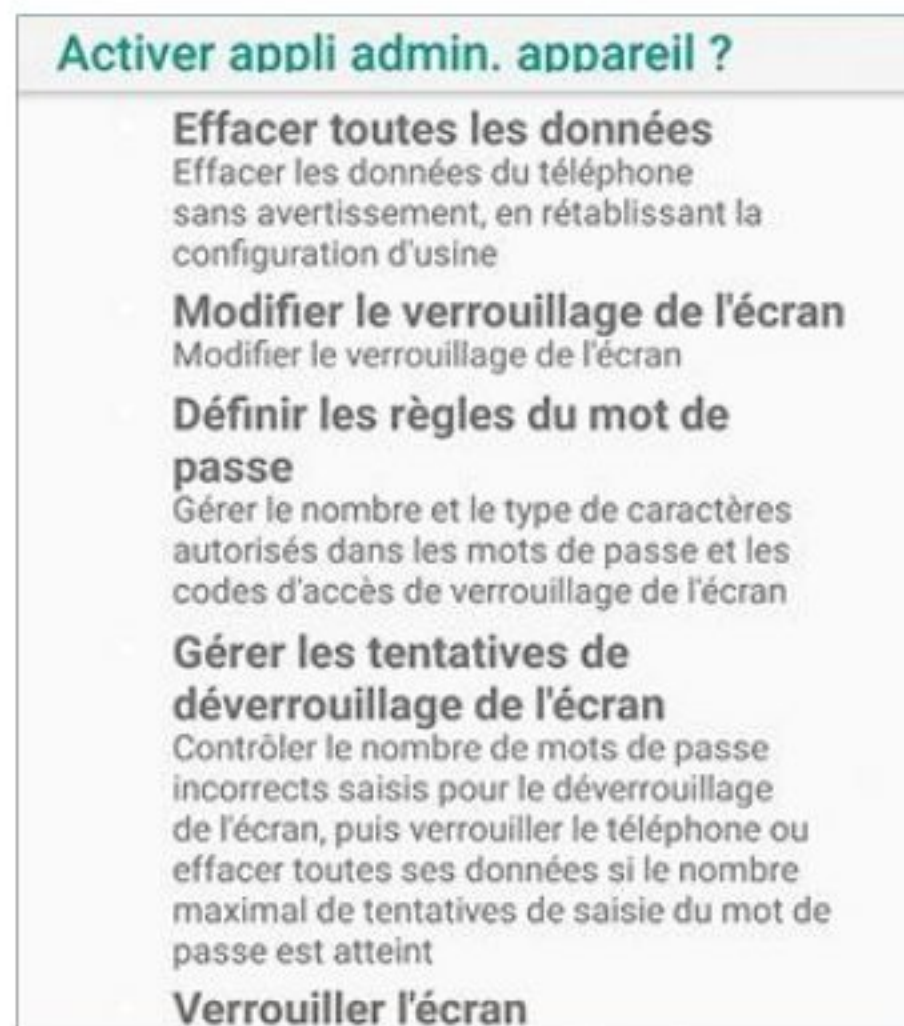 Activer appli admin. appareil ?
Effacer toutes les données
Effacer les données du téléphone
sans avertissement, en rétablissant la
configuration d'usine
Modifier le verrouillage de l'écran
Modifier le verrouillage de l'écran
Définir les règles du mot de
passe
Gérer le nombre et le type de caractères
autorisés dans les mots de passe et les
codes d'accès de verrouillage de l'écran
Gérer les tentatives de
déverrouillage de l'écran
Contrôler le nombre de mots de passe
incorrects saisis pour le déverrouillage
de l'écran, puis verrouiller le téléphone ou
effacer toutes ses données si le nombre
maximal de tentatives de saisie du mot de
passe est atteint
Verrouiller l'écran